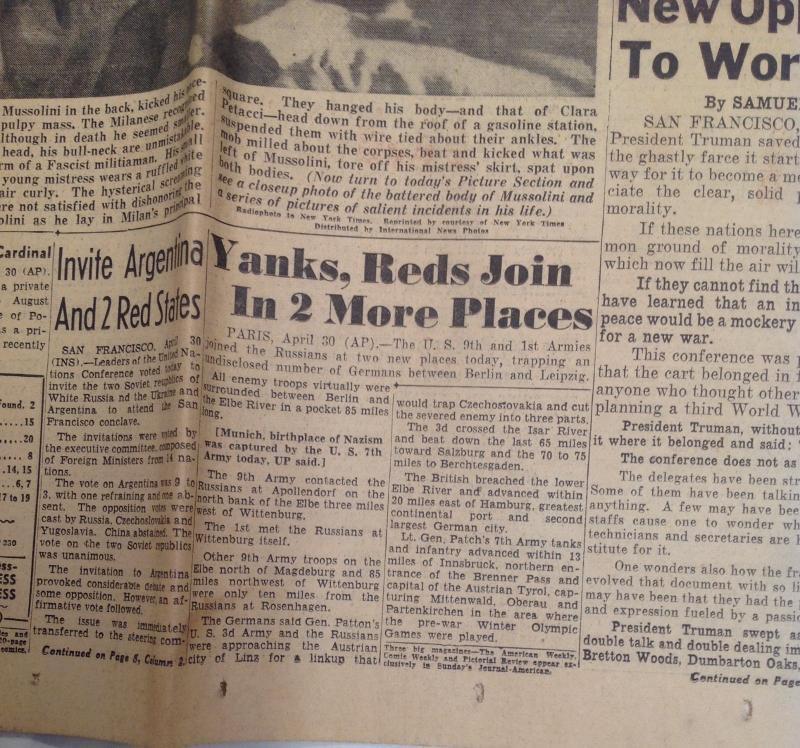 Mussolini in the back, kicked his
pulpy mass. The Milanese
although in death he seemed
head, his bull-neck are
rm of a Fascist militiaman. His
young mistress wears a ruffled white
air curly. The hysterical screaming
re not satisfied with dishonoring the
olini as he lay in Milan's principal
square. They hanged his body—and that of Clara
Petacci—head down from the roof of a gasoline station,
suspended them with wire tied about their ankles. The
mob milled about the corpses, beat and kicked what was
left of Mussolini, tore off his mistress' skirt, spat upon
both bodies. (Now turn to today's Picture Section and
see a closeup photo of the battered body of Mussolini and
a series of pictures of salient incidents in his life.)
Radiophoto to New York Times. Reprinted by courtesy of New York Times
Distributed by International News Photos
Cardinal
30 (AP).
a private
August
e of Po-
s a pri-
recently
ound. 2
.....15
.....20
..... 8
.14, 15
...6, 7
17 to 19
230
ess-
ESS
ESS
les and
20-page
comics.
Invite Argentina
And 2 Red States
SAN FRANCISCO, April 30
(INS).—Leaders of the United Na-
tions Conference voted today to
invite the two Soviet republics of
White Russia nd the Ukraine and
Argentina to attend the San
Francisco conclave.
The invitations were voted by
the executive committee, composed
of Foreign Ministers from 14 na-
tions.
The vote on Argentina was 9 to
3, with one refraining and one ab-
sent. The opposition votes were
cast by Russia, Czechoslovakia and
Yugoslavia. China abstained. The
vote on the two Soviet republics
was unanimous.
The invitation to Argentina
provoked considerable debate and
some opposition. However, an af-
firmative vote followed.
The issue was immediately
transferred to the steering com-
Continued on Page 5, Column 2.
Yanks, Reds Join
In 2 More Places
PARIS, April 30 (AP).—The U. S. 9th and 1st Armies
joined the Russians at two new places today, trapping an
undisclosed number of Germans between Berlin and Leipzig.
All enemy troops virtually were
surrounded between Berlin and
the Elbe River in a pocket 85 miles
long.
[Munich, birthplace of Nazism
was captured by the U. S. 7th
Army today, UP said.]
The 9th Army contacted the
Russians at Apollendorf on the
north bank of the Elbe three miles
west of Wittenburg.
The 1st met the Russians at
Wittenburg itself.
Other 9th Army troops on the
Elbe north of Magdeburg and 85
miles northwest of Wittenburg
were only ten miles from the
Russians at Rosenhagen.
The Germans said Gen. Patton's
U. S. 3d Army and the Russians
were approaching the Austrian
city of Linz for a linkup that
would trap Czechoslovakia and cut
the severed enemy into three parts.
The 3d crossed the Isar River
and beat down the last 65 miles
toward Salzburg and the 70 to 75
miles to Berchtesgaden.
The British breached the lower
Elbe River and advanced within
20 miles east of Hamburg, greatest
continental port and second
largest German city.
Lt. Gen. Patch's 7th Army tanks
and infantry advanced within 13
miles of Innsbruck, northern en-
trance of the Brenner Pass and
capital of the Austrian Tyrol, cap-
turing Mittenwald, Oberau and
Partenkirchen in the area where
the pre-war Winter Olympic
Games were played.
Three big magazines—The American Weekly,
Comic Weekly and Pictorial Review appear ex-
clusively in Sunday's Journal-American.
New Opp
To Wor
By SAMUE
SAN FRANCISCO,
President Truman saved
the ghastly farce it start
way for it to become a me
ciate the clear, solid
morality.
If these nations here
mon ground of morality
which now fill the air will
If they cannot find th
have learned that an in
peace would be a mockery
for a new war.
This conference was
that the cart belonged in
anyone who thought other
planning a third World W
President Truman, without
it where it belonged and said:
The conference does not as
The delegates have been str
Some of them have been talkin
anything. A few may have bee
staffs cause one to wonder wh
technicians and secretaries are h
stitute for it.
One wonders also how the fra
evolved that document with so li
may have been that they had the
and expression fueled by a passio
President Truman swept as
double talk and double dealing im
Bretton Woods, Dumbarton Oaks,
Continued on Page